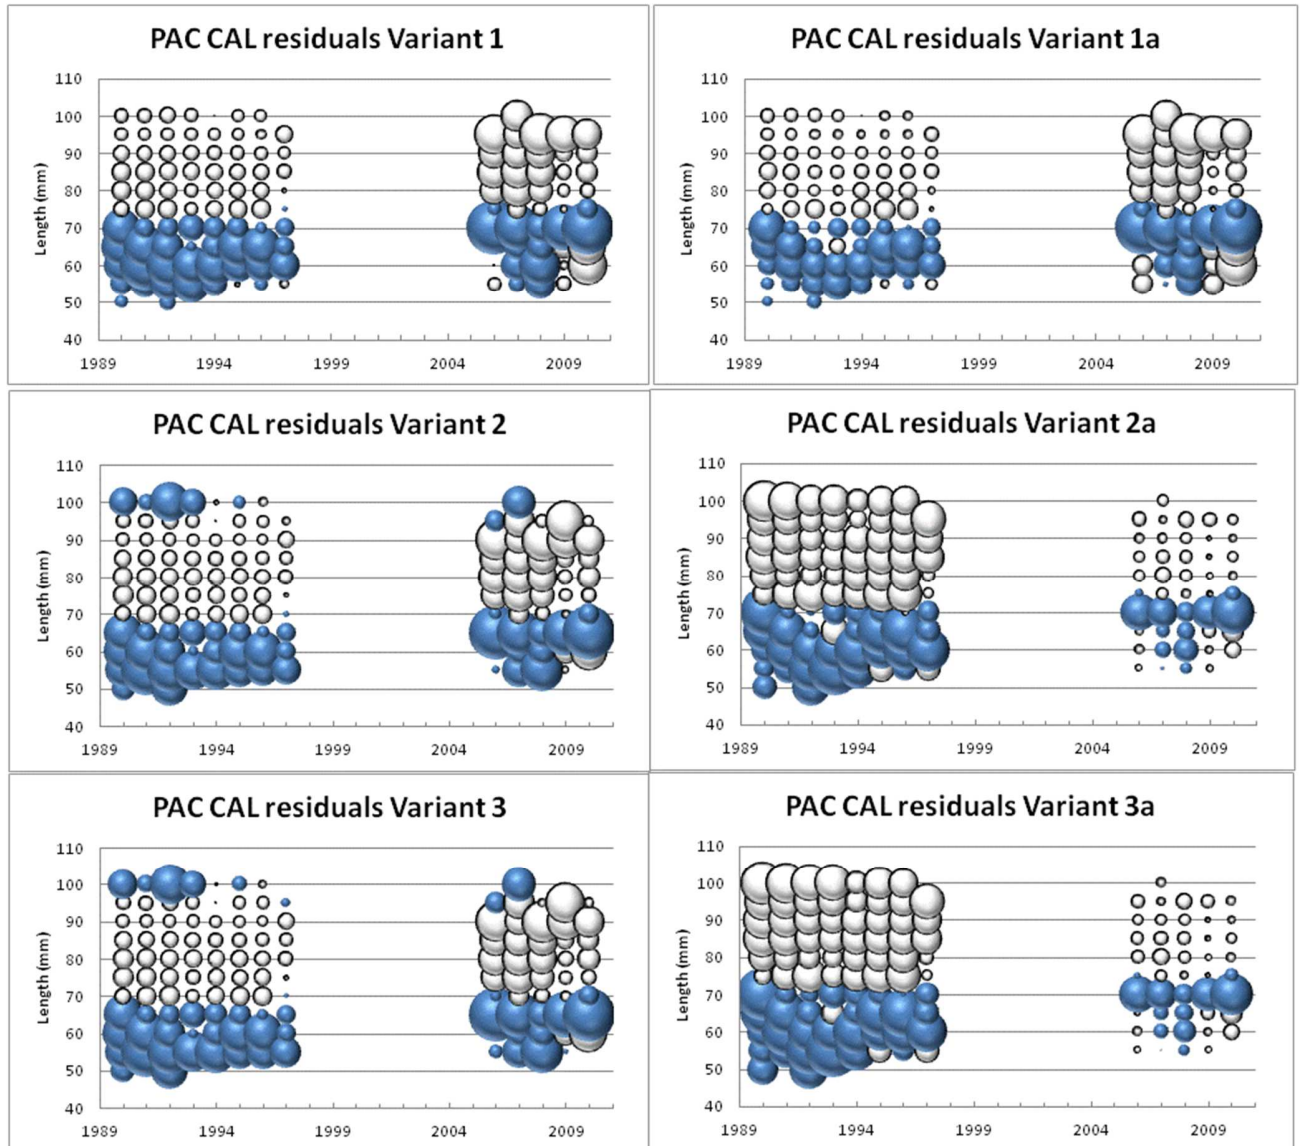 PAC CAL residuals Variant 1
Length (mm)
110
100
90
80
70
60
50
40
1989 1994 1999 2004 2009
PAC CAL residuals Variant 1a
Length (mm)
110
100
90
80
70
60
50
40
1989 1994 1999 2004 2009
PAC CAL residuals Variant 2
Length (mm)
110
100
90
80
70
60
50
40
1989 1994 1999 2004 2009
PAC CAL residuals Variant 2a
Length (mm)
110
100
90
80
70
60
50
40
1989 1994 1999 2004 2009
PAC CAL residuals Variant 3
Length (mm)
110
100
90
80
70
60
50
40
1989 1994 1999 2004 2009
PAC CAL residuals Variant 3a
Length (mm)
110
100
90
80
70
60
50
40
1989 1994 1999 2004 2009